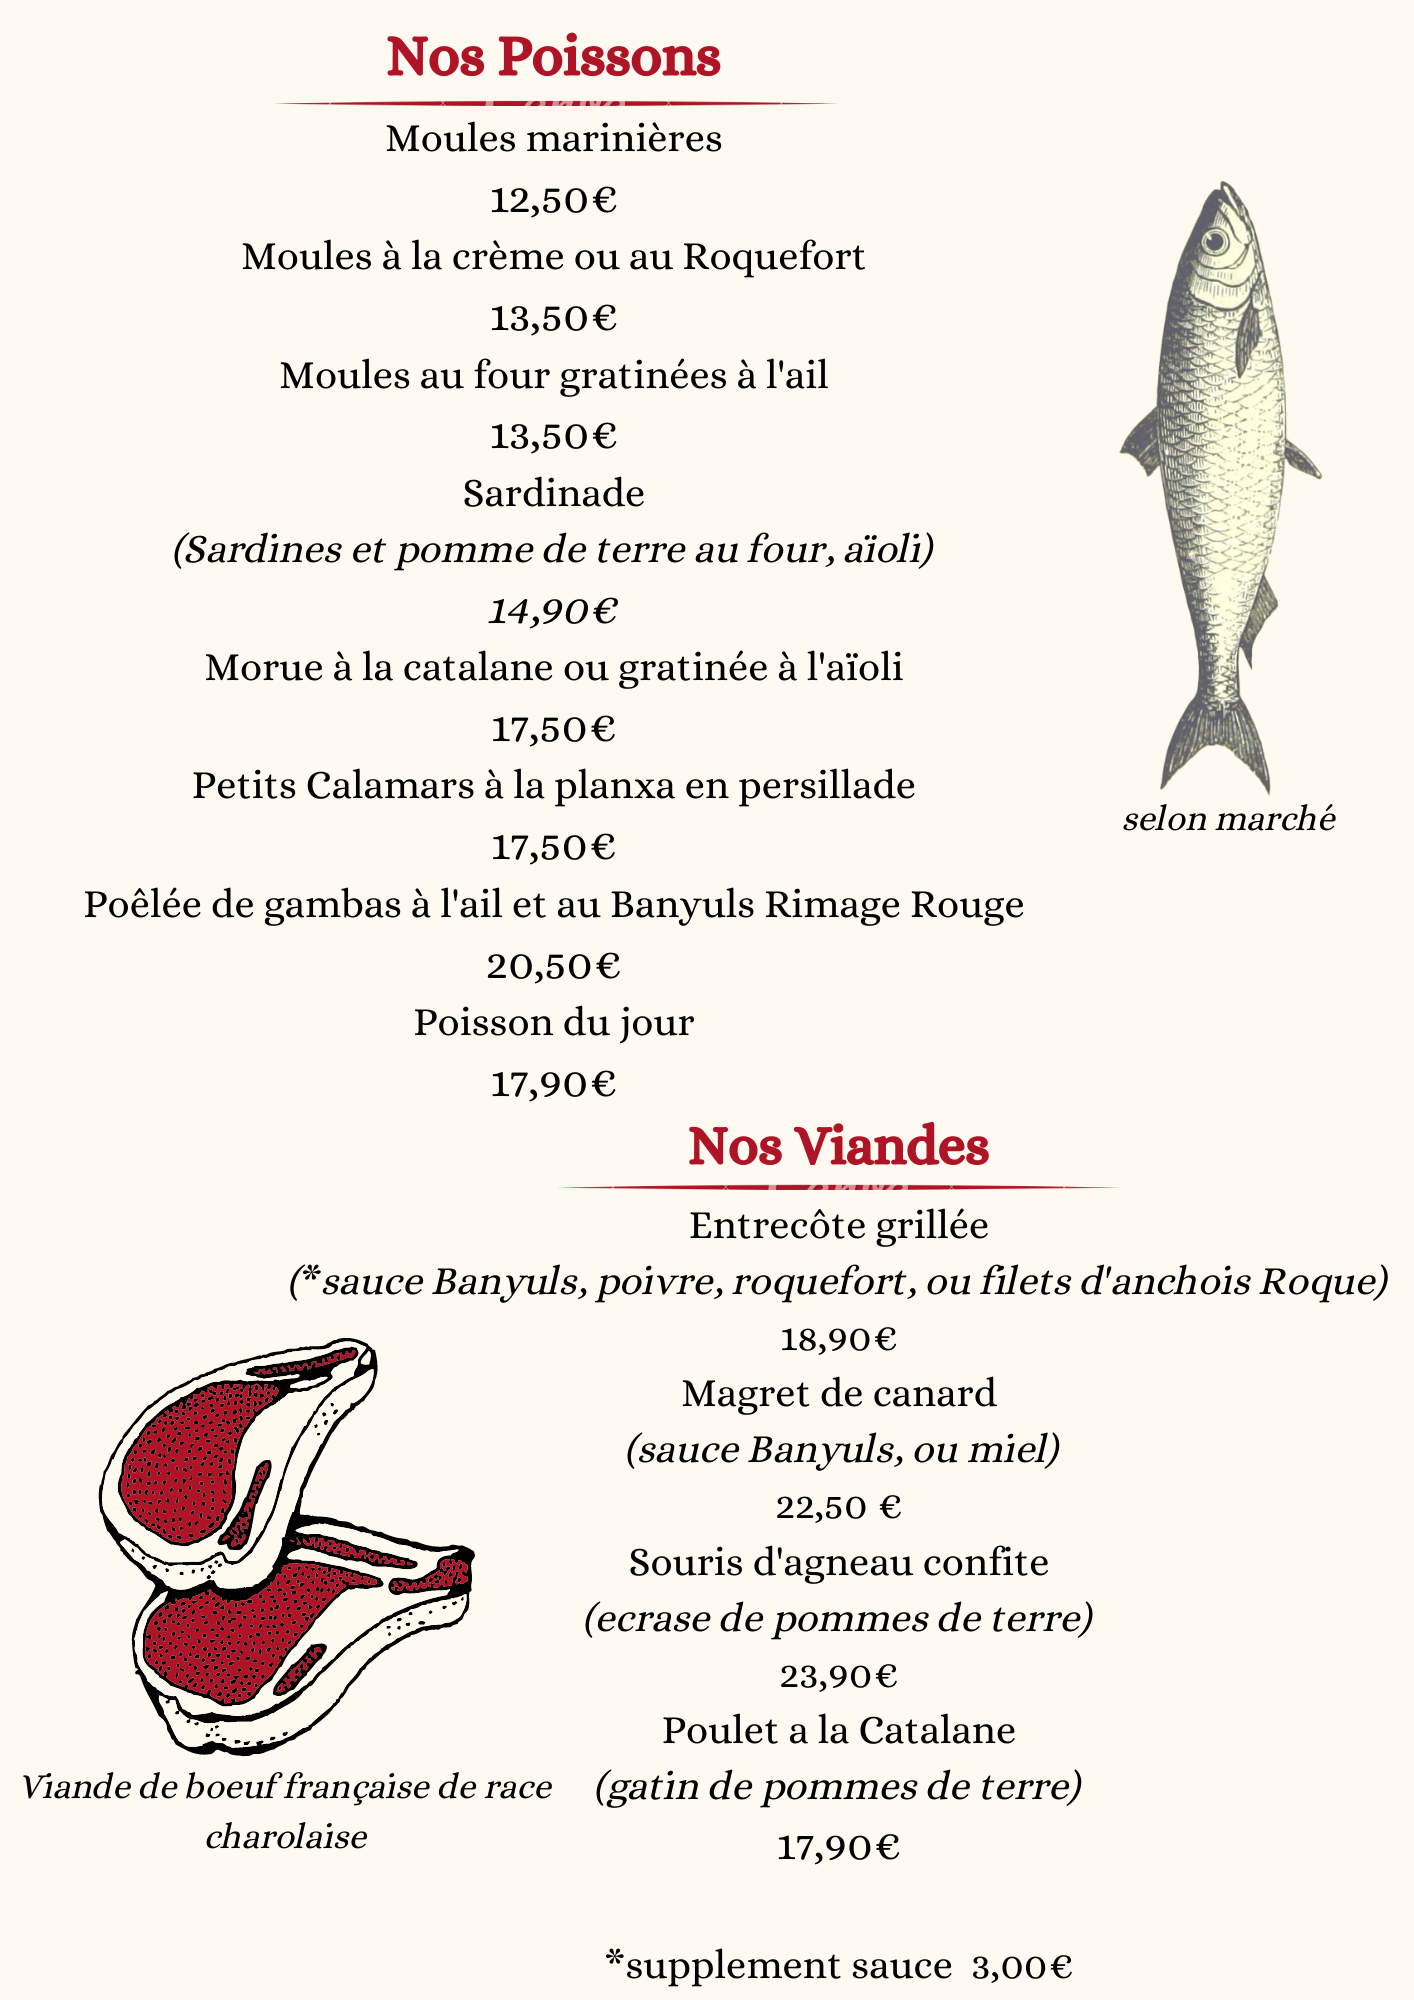 Nos Poissons
Moules marinières
12,50€
Moules à la crème ou au Roquefort
13,50€
Moules au four gratinées à l'ail
13,50€
Sardinade
(Sardines et pomme de terre au four, aïoli)
14,90€
Morue à la catalane ou gratinée à l'aïoli
17,50€
Petits Calamars à la planxa en persillade
17,50€
Poêlée de gambas à l'ail et au Banyuls Rimage Rouge
20,50€
Poisson du jour
17,90€
selon marché
Nos Viandes
Entrecôte grillée
(*sauce Banyuls, poivre, roquefort, ou filets d'anchois Roque)
18,90€
Magret de canard
(sauce Banyuls, ou miel)
22,50 €
Souris d'agneau confite
(ecrase de pommes de terre)
23,90€
Poulet a la Catalane
(gatin de pommes de terre)
17,90€
Viande de boeuf française de race
charolaise
*supplement sauce 3,00€